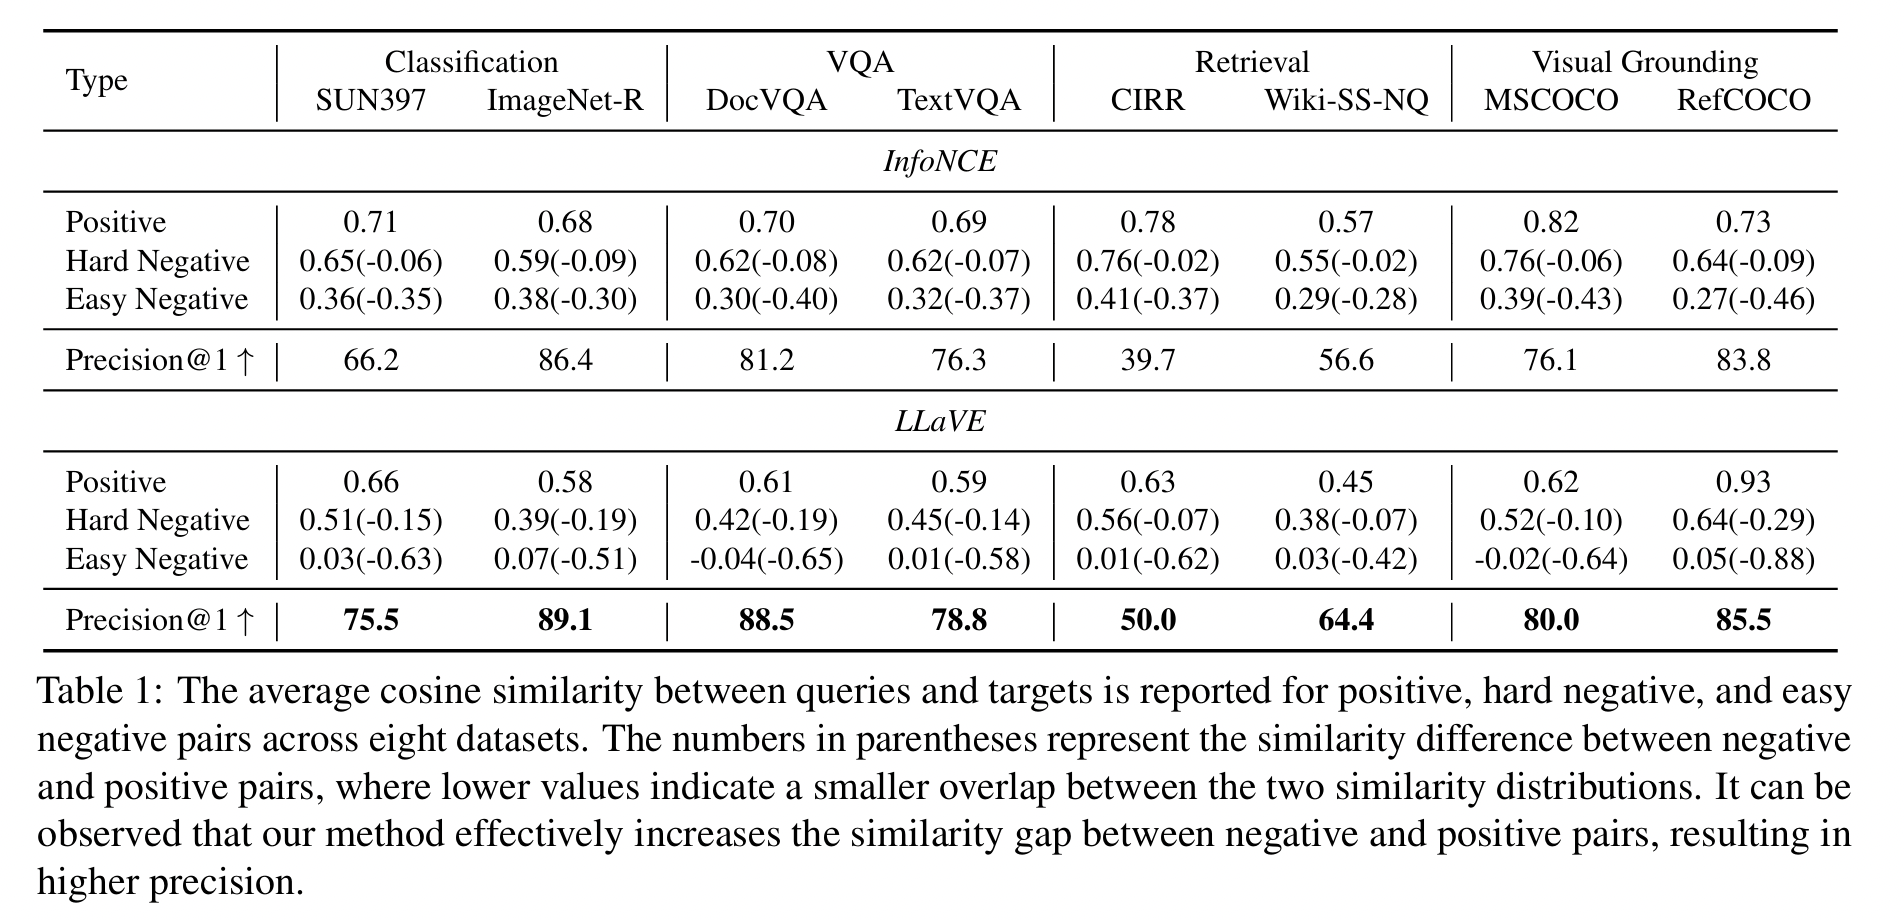 Type Classification VQA Retrieval Visual Grounding
SUN397 ImageNet-R DocVQA TextVQA CIRR Wiki-SS-NQ MSCOCO RefCOCO
InfoNCE
Positive 0.71 0.68 0.70 0.69 0.78 0.57 0.82 0.73
Hard Negative 0.65(-0.06) 0.59(-0.09) 0.62(-0.08) 0.62(-0.07) 0.76(-0.02) 0.55(-0.02) 0.76(-0.06) 0.64(-0.09)
Easy Negative 0.36(-0.35) 0.38(-0.30) 0.30(-0.40) 0.32(-0.37) 0.41(-0.37) 0.29(-0.28) 0.39(-0.43) 0.27(-0.46)
Precision@1 ↑ 66.2 86.4 81.2 76.3 39.7 56.6 76.1 83.8
LLaVE
Positive 0.66 0.58 0.61 0.59 0.63 0.45 0.62 0.93
Hard Negative 0.51(-0.15) 0.39(-0.19) 0.42(-0.19) 0.45(-0.14) 0.56(-0.07) 0.38(-0.07) 0.52(-0.10) 0.64(-0.29)
Easy Negative 0.03(-0.63) 0.07(-0.51) -0.04(-0.65) 0.01(-0.58) 0.01(-0.62) 0.03(-0.42) -0.02(-0.64) 0.05(-0.88)
Precision@1 ↑ 75.5 89.1 88.5 78.8 50.0 64.4 80.0 85.5
Table 1: The average cosine similarity between queries and targets is reported for positive, hard negative, and easy
negative pairs across eight datasets. The numbers in parentheses represent the similarity difference between negative
and positive pairs, where lower values indicate a smaller overlap between the two similarity distributions. It can be
observed that our method effectively increases the similarity gap between negative and positive pairs, resulting in
higher precision.